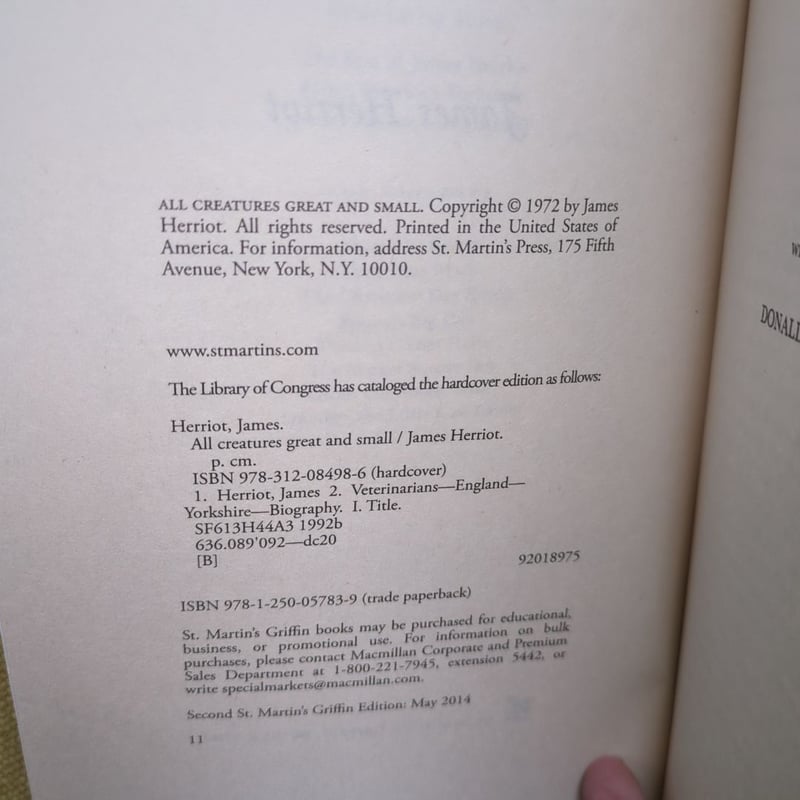 ALL CREATURES GREAT AND SMALL. Copyright © 1972 by James
Herriot. All rights reserved. Printed in the United States of
America. For information, address St. Martin's Press, 175 Fifth
Avenue, New York, N.Y. 10010.
www.stmartins.com
The Library of Congress has cataloged the hardcover edition as follows:
Herriot, James.
All creatures great and small / James Herriot.
p. cm.
ISBN 978-312-08498-6 (hardcover)
1. Herriot, James 2. Veterinarians—England—
Yorkshire—Biography. I. Title.
SF613H44A3 1992b
636.089'092—dc20
[B] 92018975
ISBN 978-1-250-05783-9 (trade paperback)
St. Martin's Griffin books may be purchased for educational,
business, or promotional use. For information on bulk
purchases, please contact Macmillan Corporate and Premium
Sales Department at 1-800-221-7945, extension 5442, or
write specialmarkets@macmillan.com.
Second St. Martin's Griffin Edition: May 2014
11
DONALD